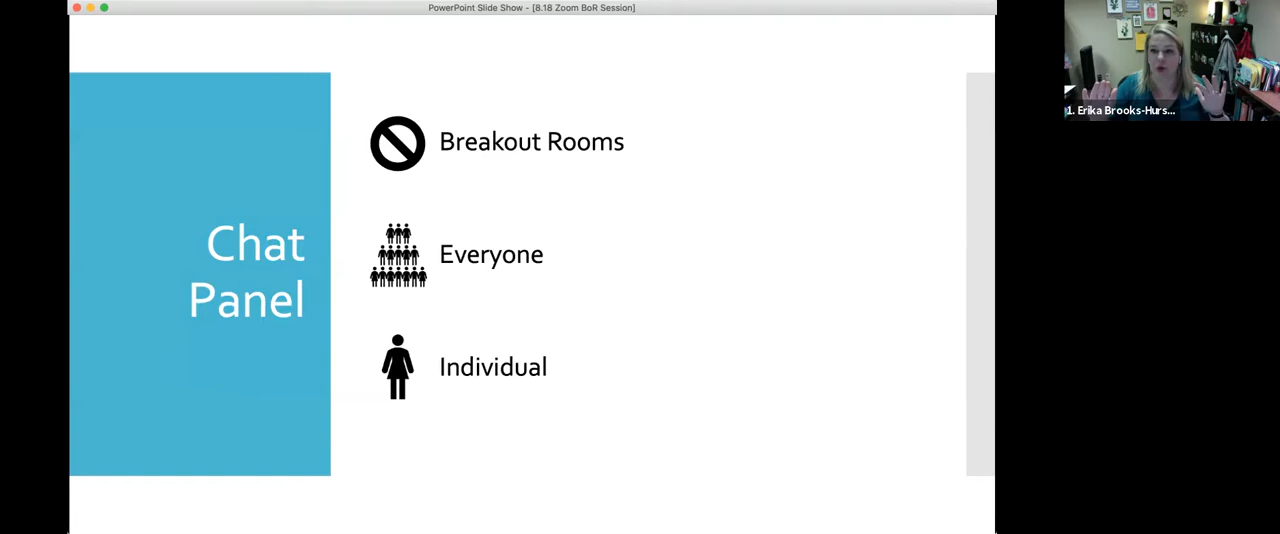 PowerPoint Slide Show - [8.18 Zoom BoR Session]
Chat
Panel
Breakout Rooms
Everyone
Individual
1. Erika Brooks-Hurs...